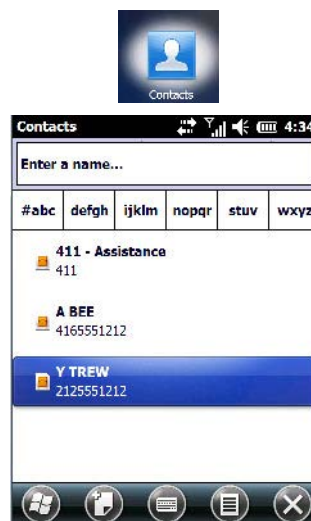 Contacts
Contacts 4:34
Enter a name...
#abc defgh ijklm nopqr stuv wxyz
411 - Assistance
411
A BEE
4165551212
Y TREW
2125551212